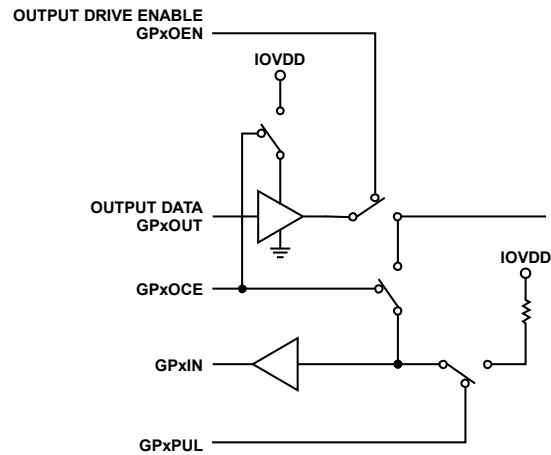 OUTPUT DRIVE ENABLE
GPxOEN
IOVDD
OUTPUT DATA
GPxOUT
IOVDD
GPxOCE
GPxIN
GPxPUL